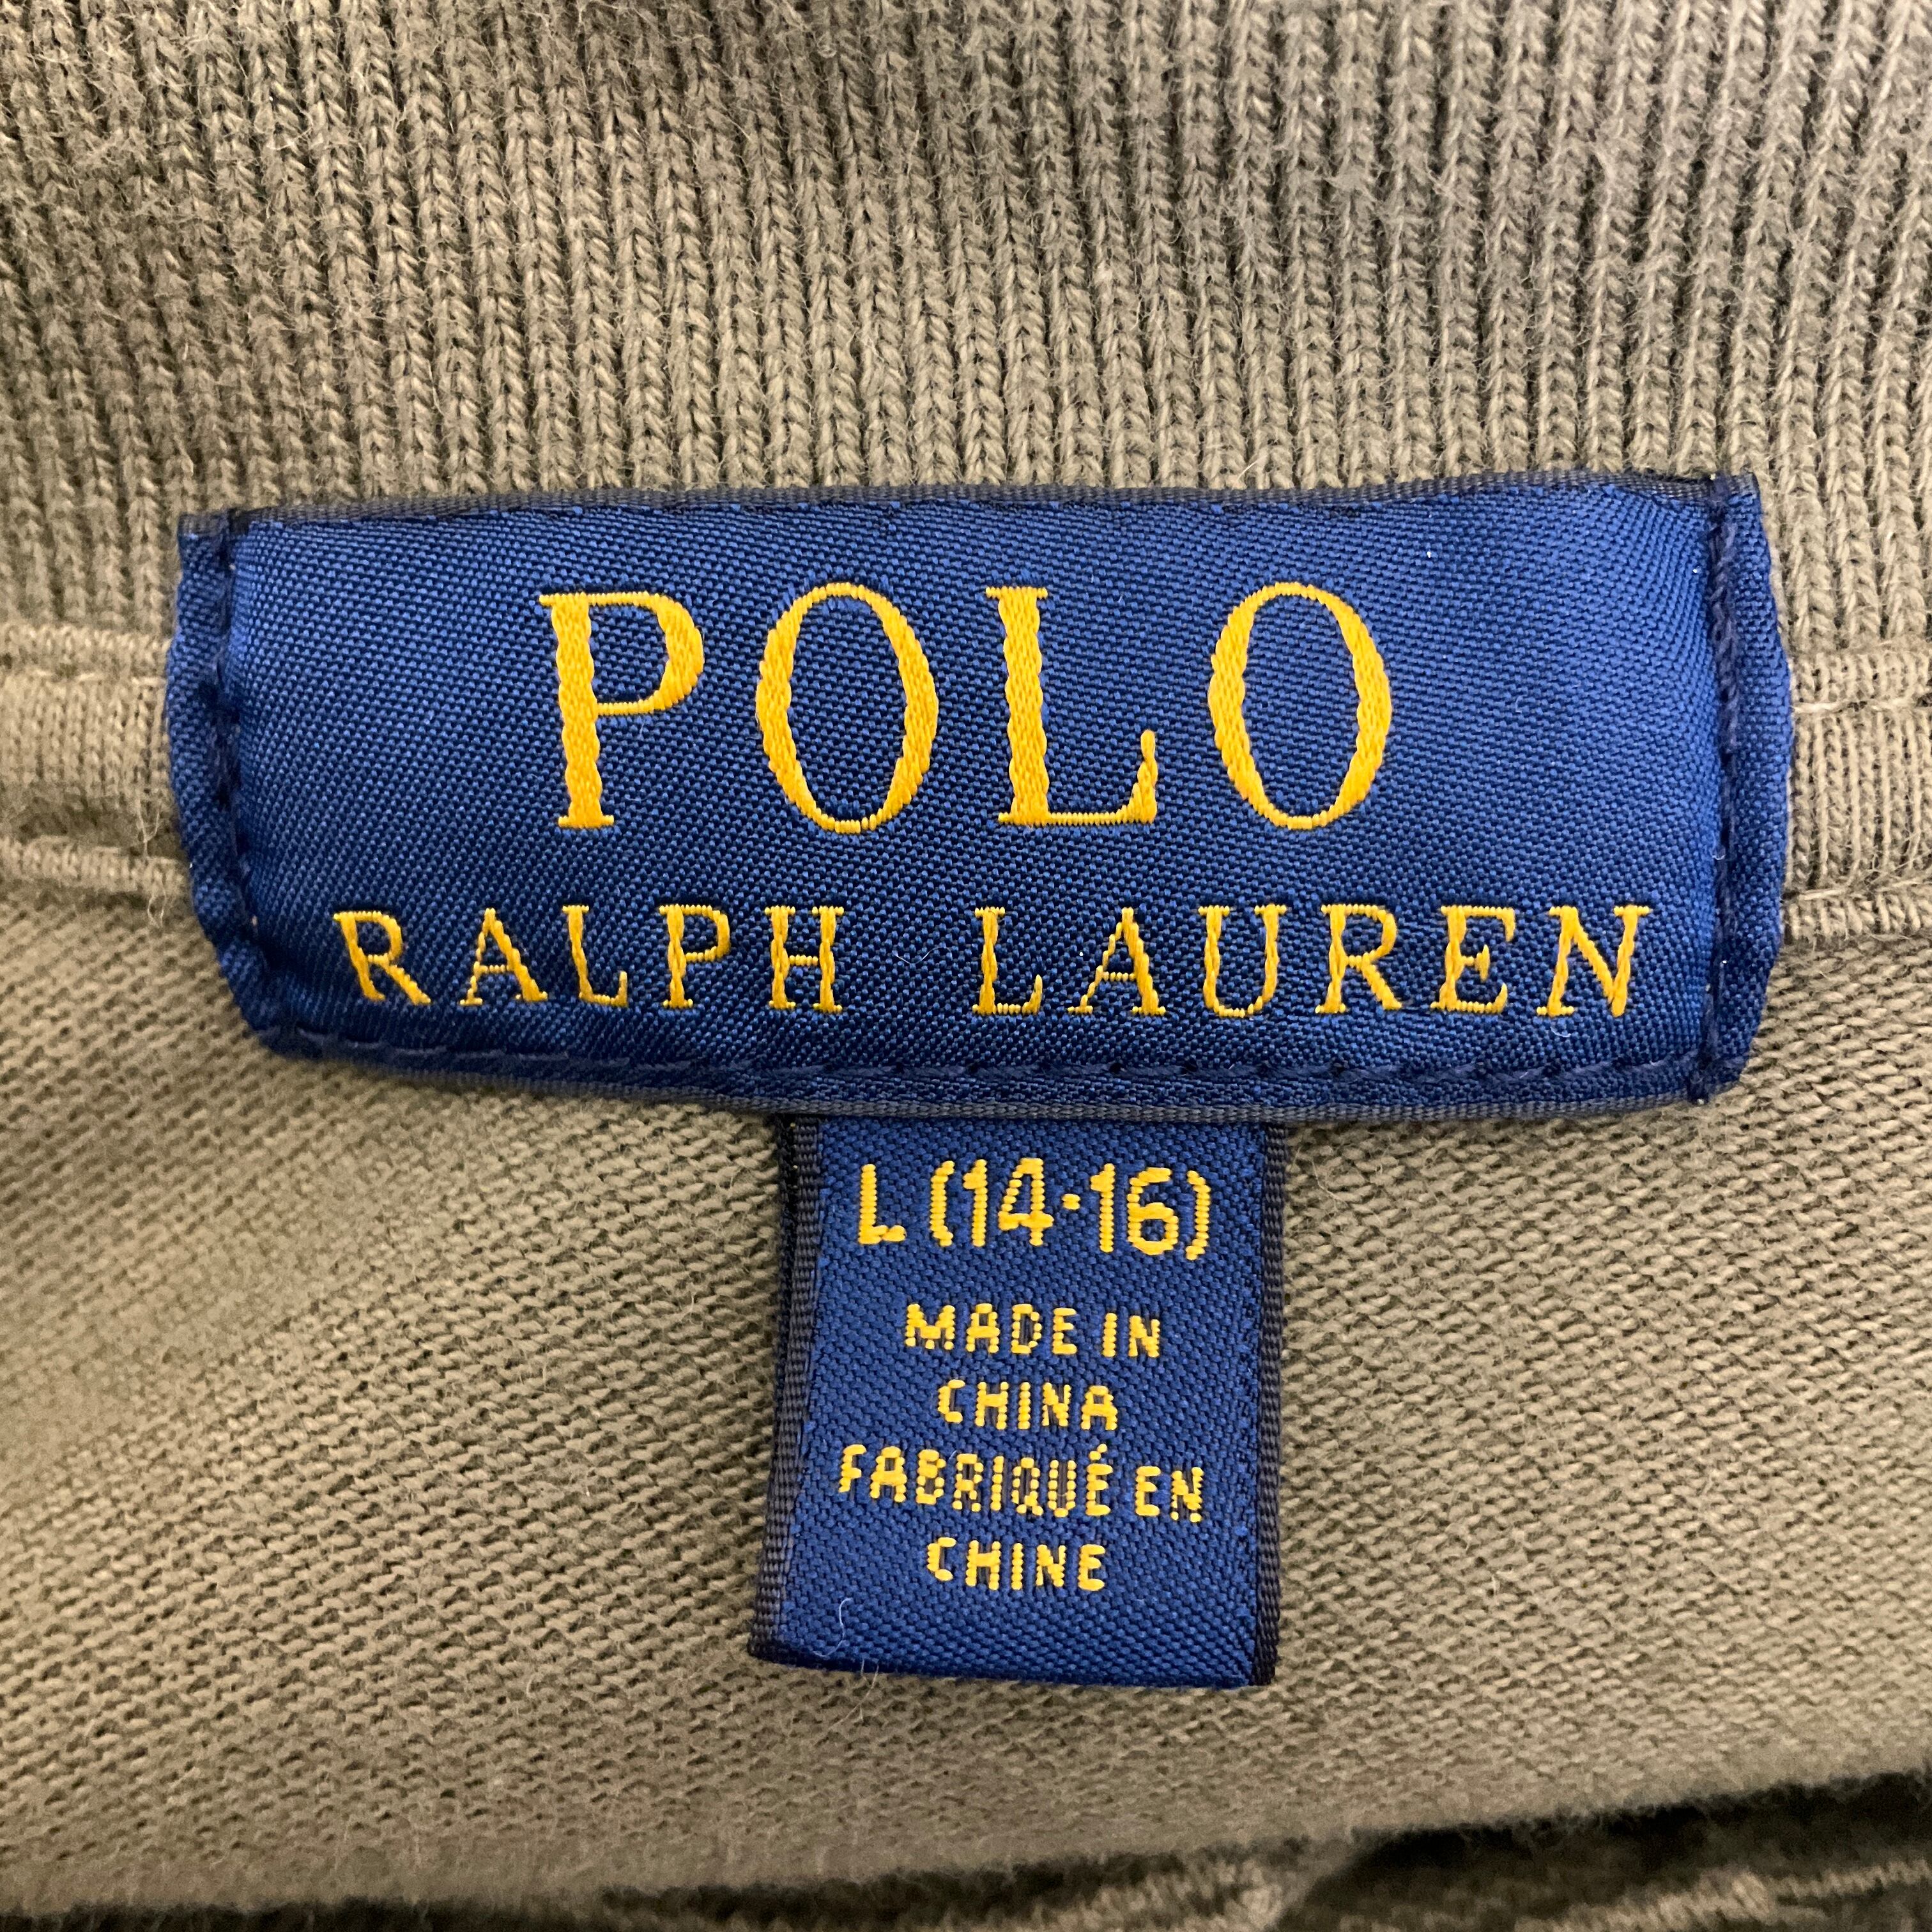 POLO
RALPH LAUREN
L (14·16)
MADE IN
CHINA
FABRIQUÉ EN
CHINE